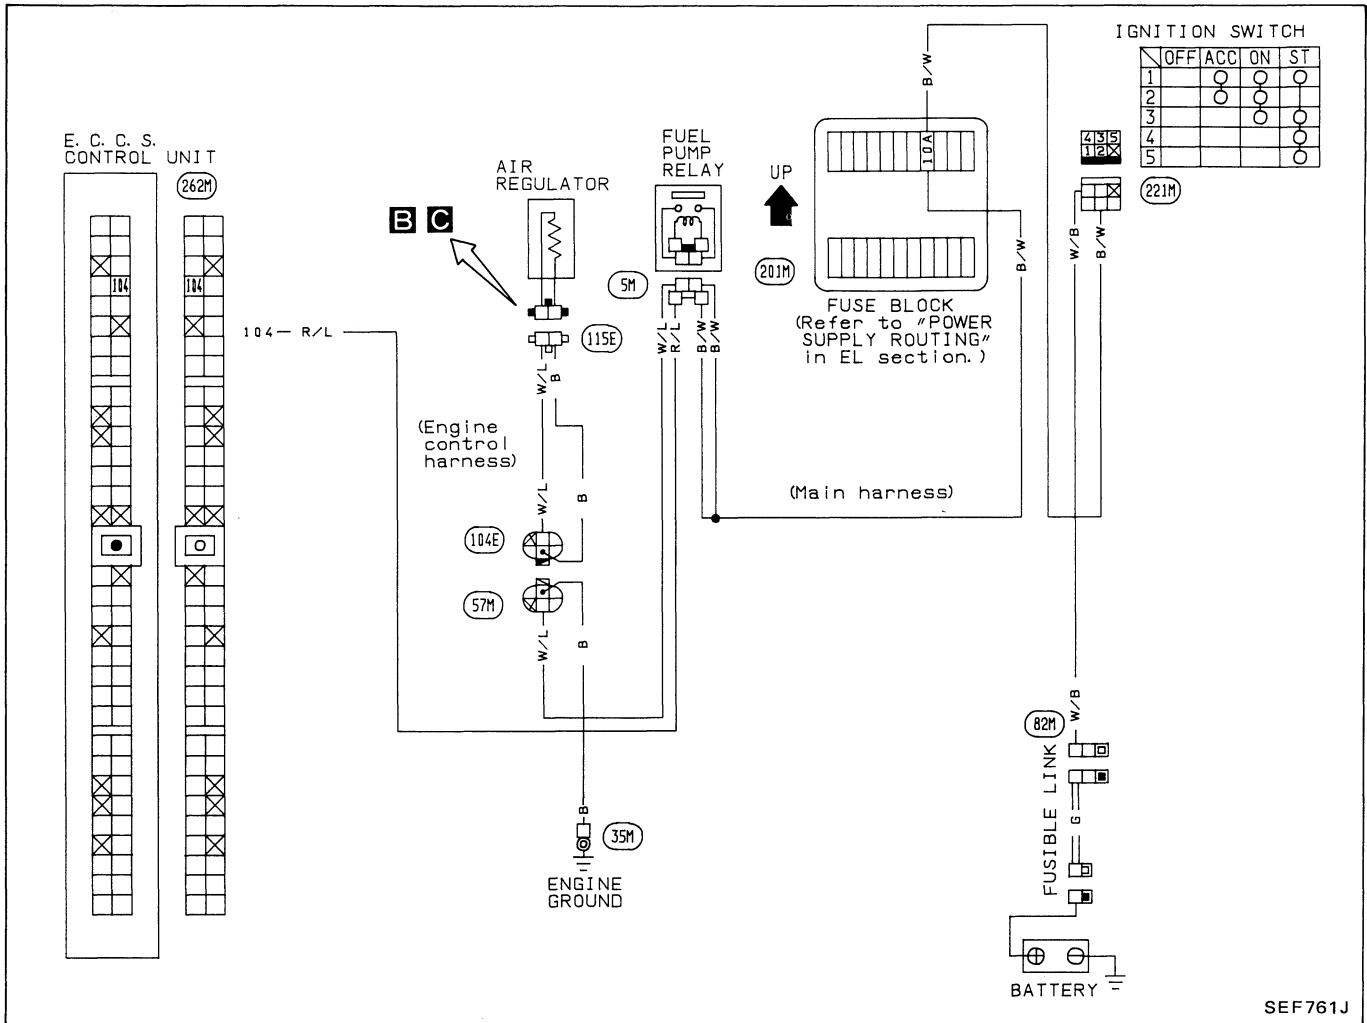 IGNITION SWITCH
OFF ACC ON ST
1
2
3
4
5
E. C. C. S.
CONTROL UNIT
262M
104
104
104 — R/L
AIR
REGULATOR
B C
115E
FUEL
PUMP
RELAY
5M
UP
201M
10A
B/W
B/W
FUSE BLOCK
(Refer to "POWER
SUPPLY ROUTING"
in EL section.)
4 3 5
1 2
221M
W/B
B/W
W/L
R/L
B/W
B/W
W/L
B
(Engine
control
harness)
W/L
B
(Main harness)
104E
57M
W/L
B
W/B
82M
FUSIBLE LINK
G
B
35M
ENGINE
GROUND
BATTERY
SEF761J